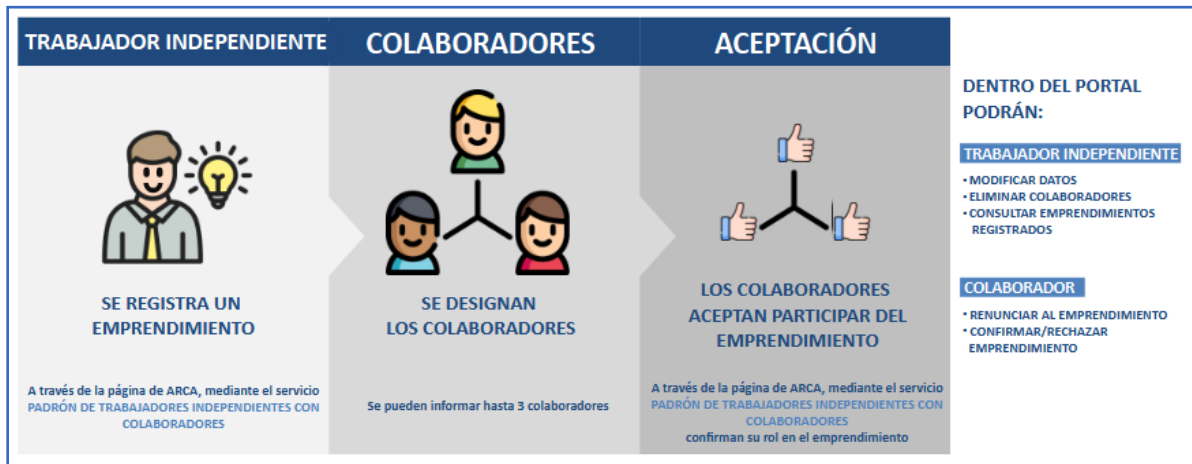 TRABAJADOR INDEPENDIENTE
SE REGISTRA UN
EMPRENDIMIENTO
A través de la página de ARCA, mediante el servicio
PADRÓN DE TRABAJADORES INDEPENDIENTES CON
COLABORADORES
COLABORADORES
SE DESIGNAN
LOS COLABORADORES
Se pueden informar hasta 3 colaboradores
ACEPTACIÓN
LOS COLABORADORES
ACEPTAN PARTICIPAR DEL
EMPRENDIMIENTO
A través de la página de ARCA, mediante el servicio
PADRÓN DE TRABAJADORES INDEPENDIENTES CON
COLABORADORES
confirman su rol en el emprendimiento
DENTRO DEL PORTAL
PODRÁN:
TRABAJADOR INDEPENDIENTE
• MODIFICAR DATOS
• ELIMINAR COLABORADORES
• CONSULTAR EMPRENDIMIENTOS
REGISTRADOS
COLABORADOR
• RENUNCIAR AL EMPRENDIMIENTO
• CONFIRMAR/RECHAZAR
EMPRENDIMIENTO